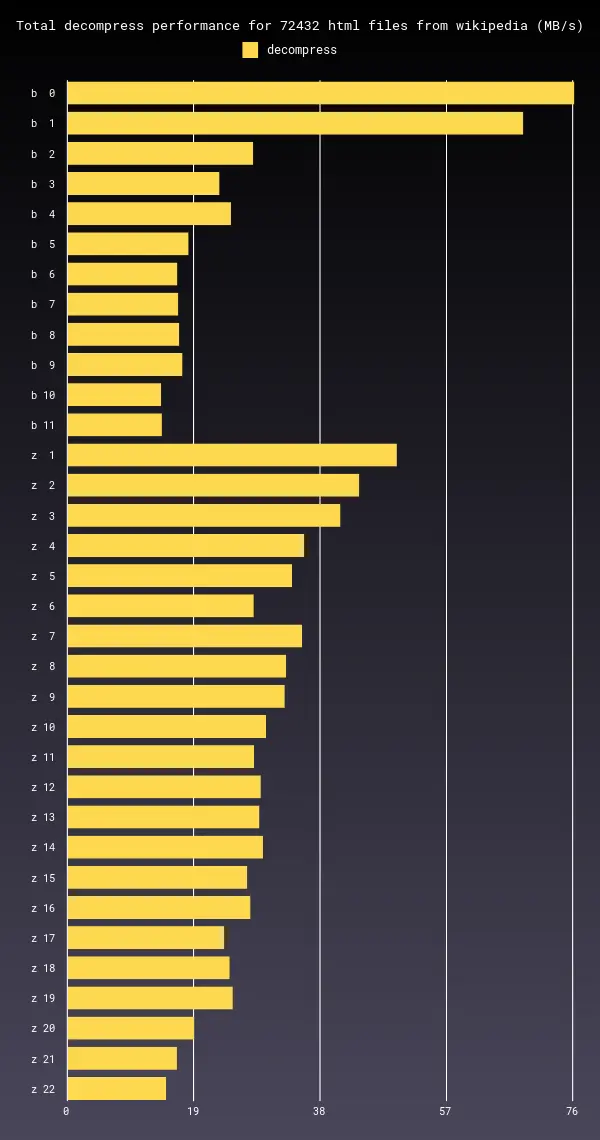 Total decompress performance for 72432 html files from wikipedia (MB/s)
decompress
b 0
b 1
b 2
b 3
b 4
b 5
b 6
b 7
b 8
b 9
b 10
b 11
z 1
z 2
z 3
z 4
z 5
z 6
z 7
z 8
z 9
z 10
z 11
z 12
z 13
z 14
z 15
z 16
z 17
z 18
z 19
z 20
z 21
z 22
0 19 38 57 76